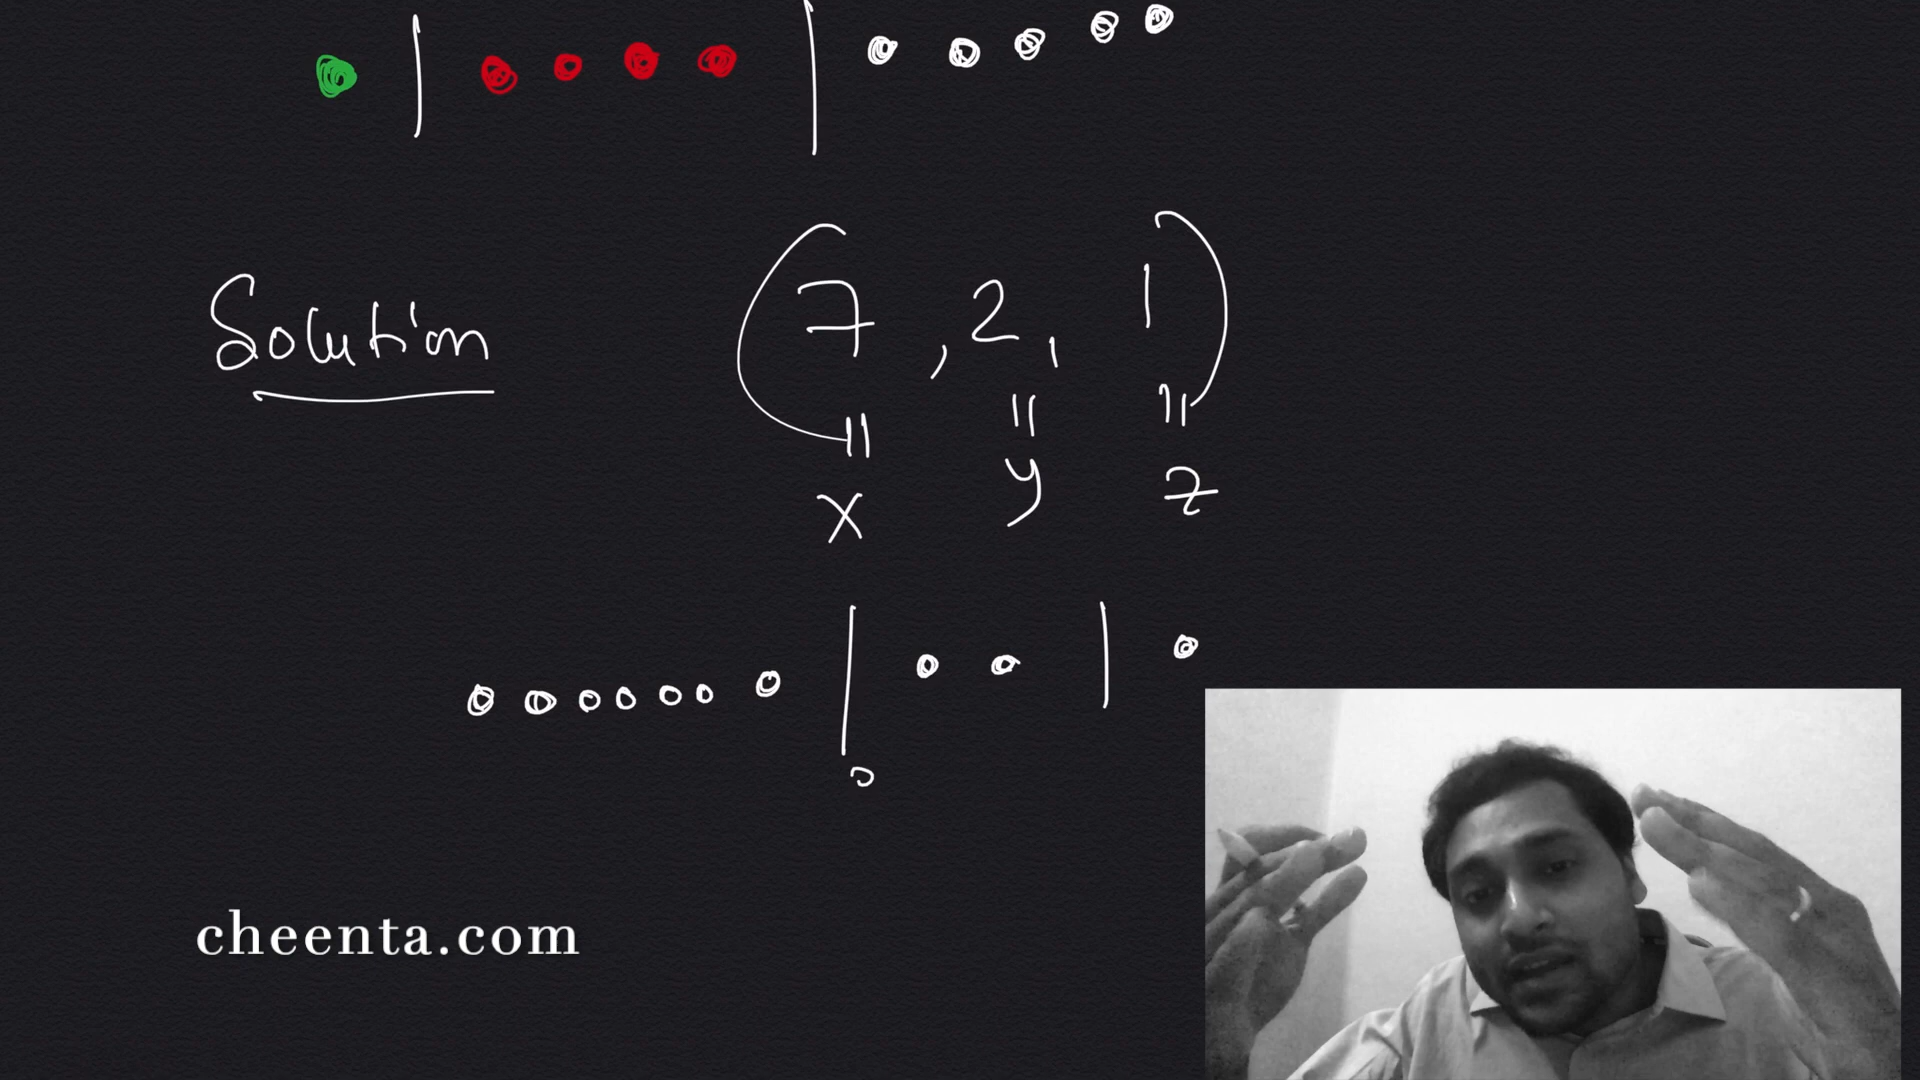 Solution (7, 2, 1)
|| || ||
x y z
cheenta.com